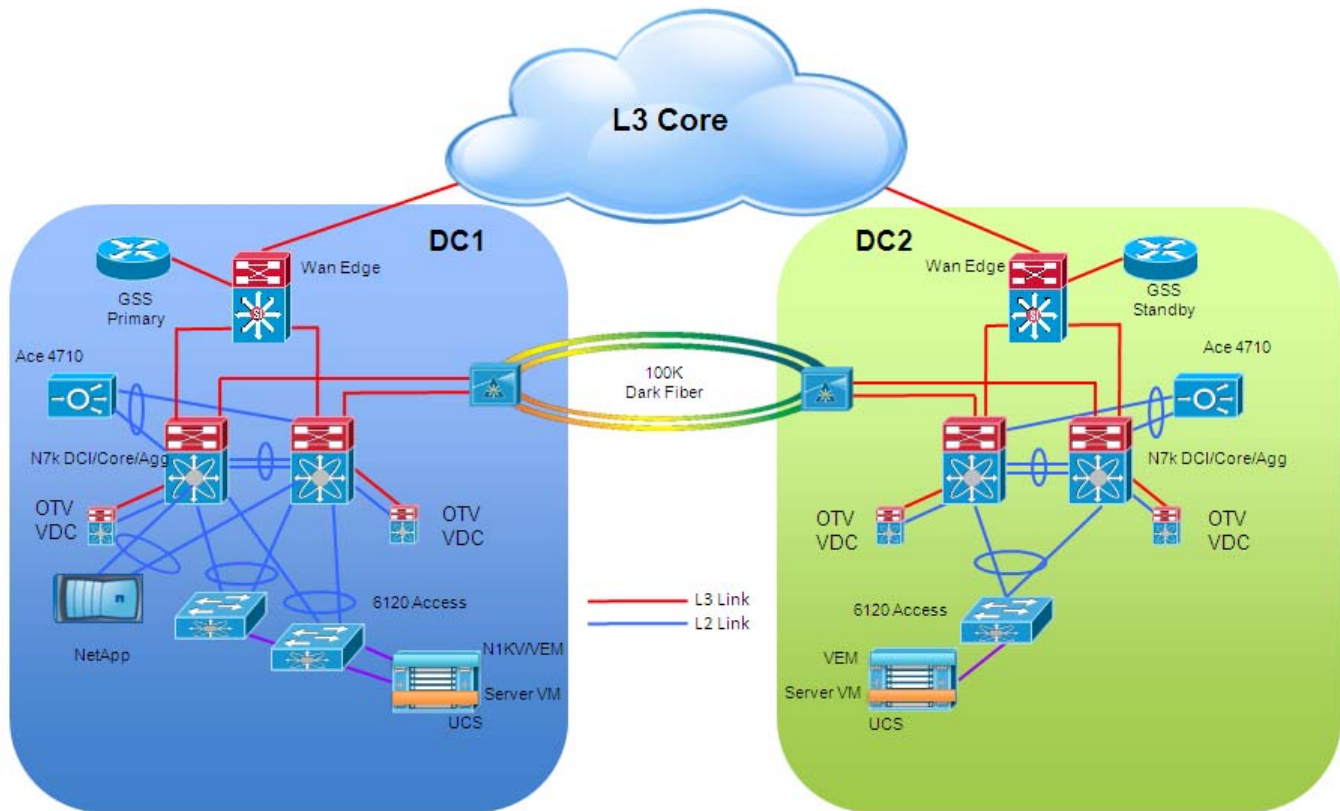 L3 Core
DC1
DC2
Wan Edge
Wan Edge
GSS
Primary
GSS
Standby
Ace 4710
Ace 4710
100K
Dark Fiber
N7k DCI/Core/Agg
N7k DCI/Core/Agg
OTV
VDC
OTV
VDC
OTV
VDC
OTV
VDC
6120 Access
6120 Access
L3 Link
L2 Link
NetApp
n
N1KV/VEM
Server VM
UCS
VEM
Server VM
UCS
SI
SI